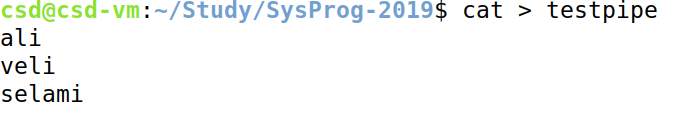 csd@csd-vm:~/Study/SysProg-2019$ cat > testpipe
ali
veli
selami